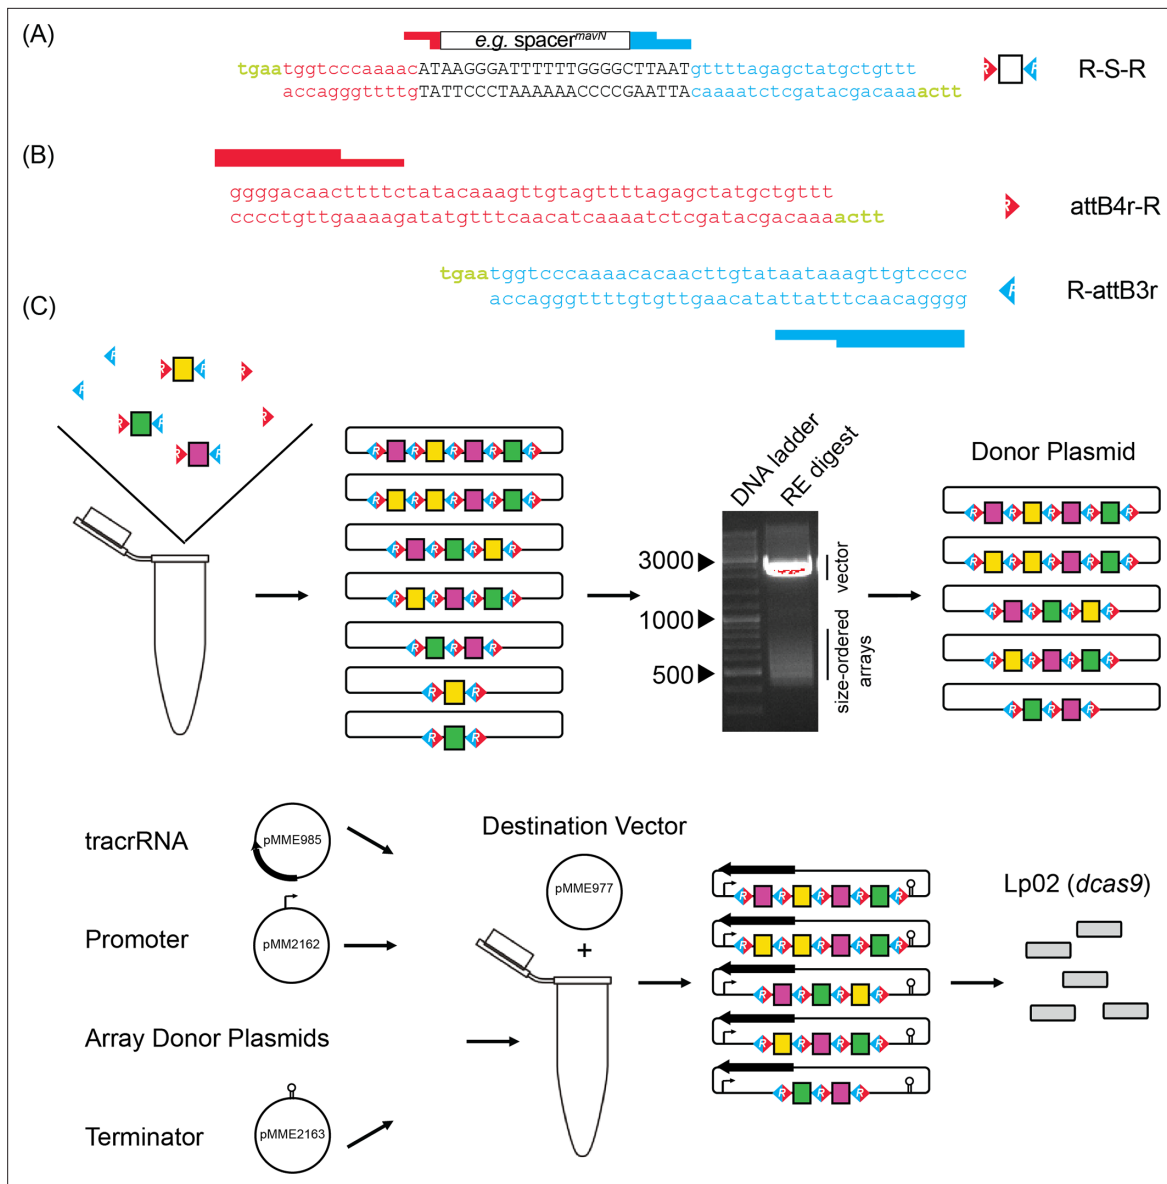 (A)
e.g. spacer^mavN
tgaatggtcccaaaacATAAGGGATTTTTTGGGGCTTAATgttttagagctatgctgttt
accagggttttgTATTCCCTAAAAAACCCCGAATTAcaaaatctcgatacgacaaaactt
R-S-R
(B)
ggggacaacttttctatacaaagttgtagttttagagctatgctgttt
cccctgttgaaaagatatgtttcaacatcaaaatctcgatacgacaaaactt
R
attB4r-R
tgaatggtcccaaaacacaacttgtataataaagttgtcccc
accagggttttgtgttgaacatattatttcaacagggg
R
R-attB3r
(C)
DNA ladder
RE digest
3000
1000
500
vector
size-ordered arrays
Donor Plasmid
tracrRNA
pMME985
Promoter
pMM2162
Array Donor Plasmids
Terminator
pMME2163
Destination Vector
pMME977
+
Lp02 (dcas9)